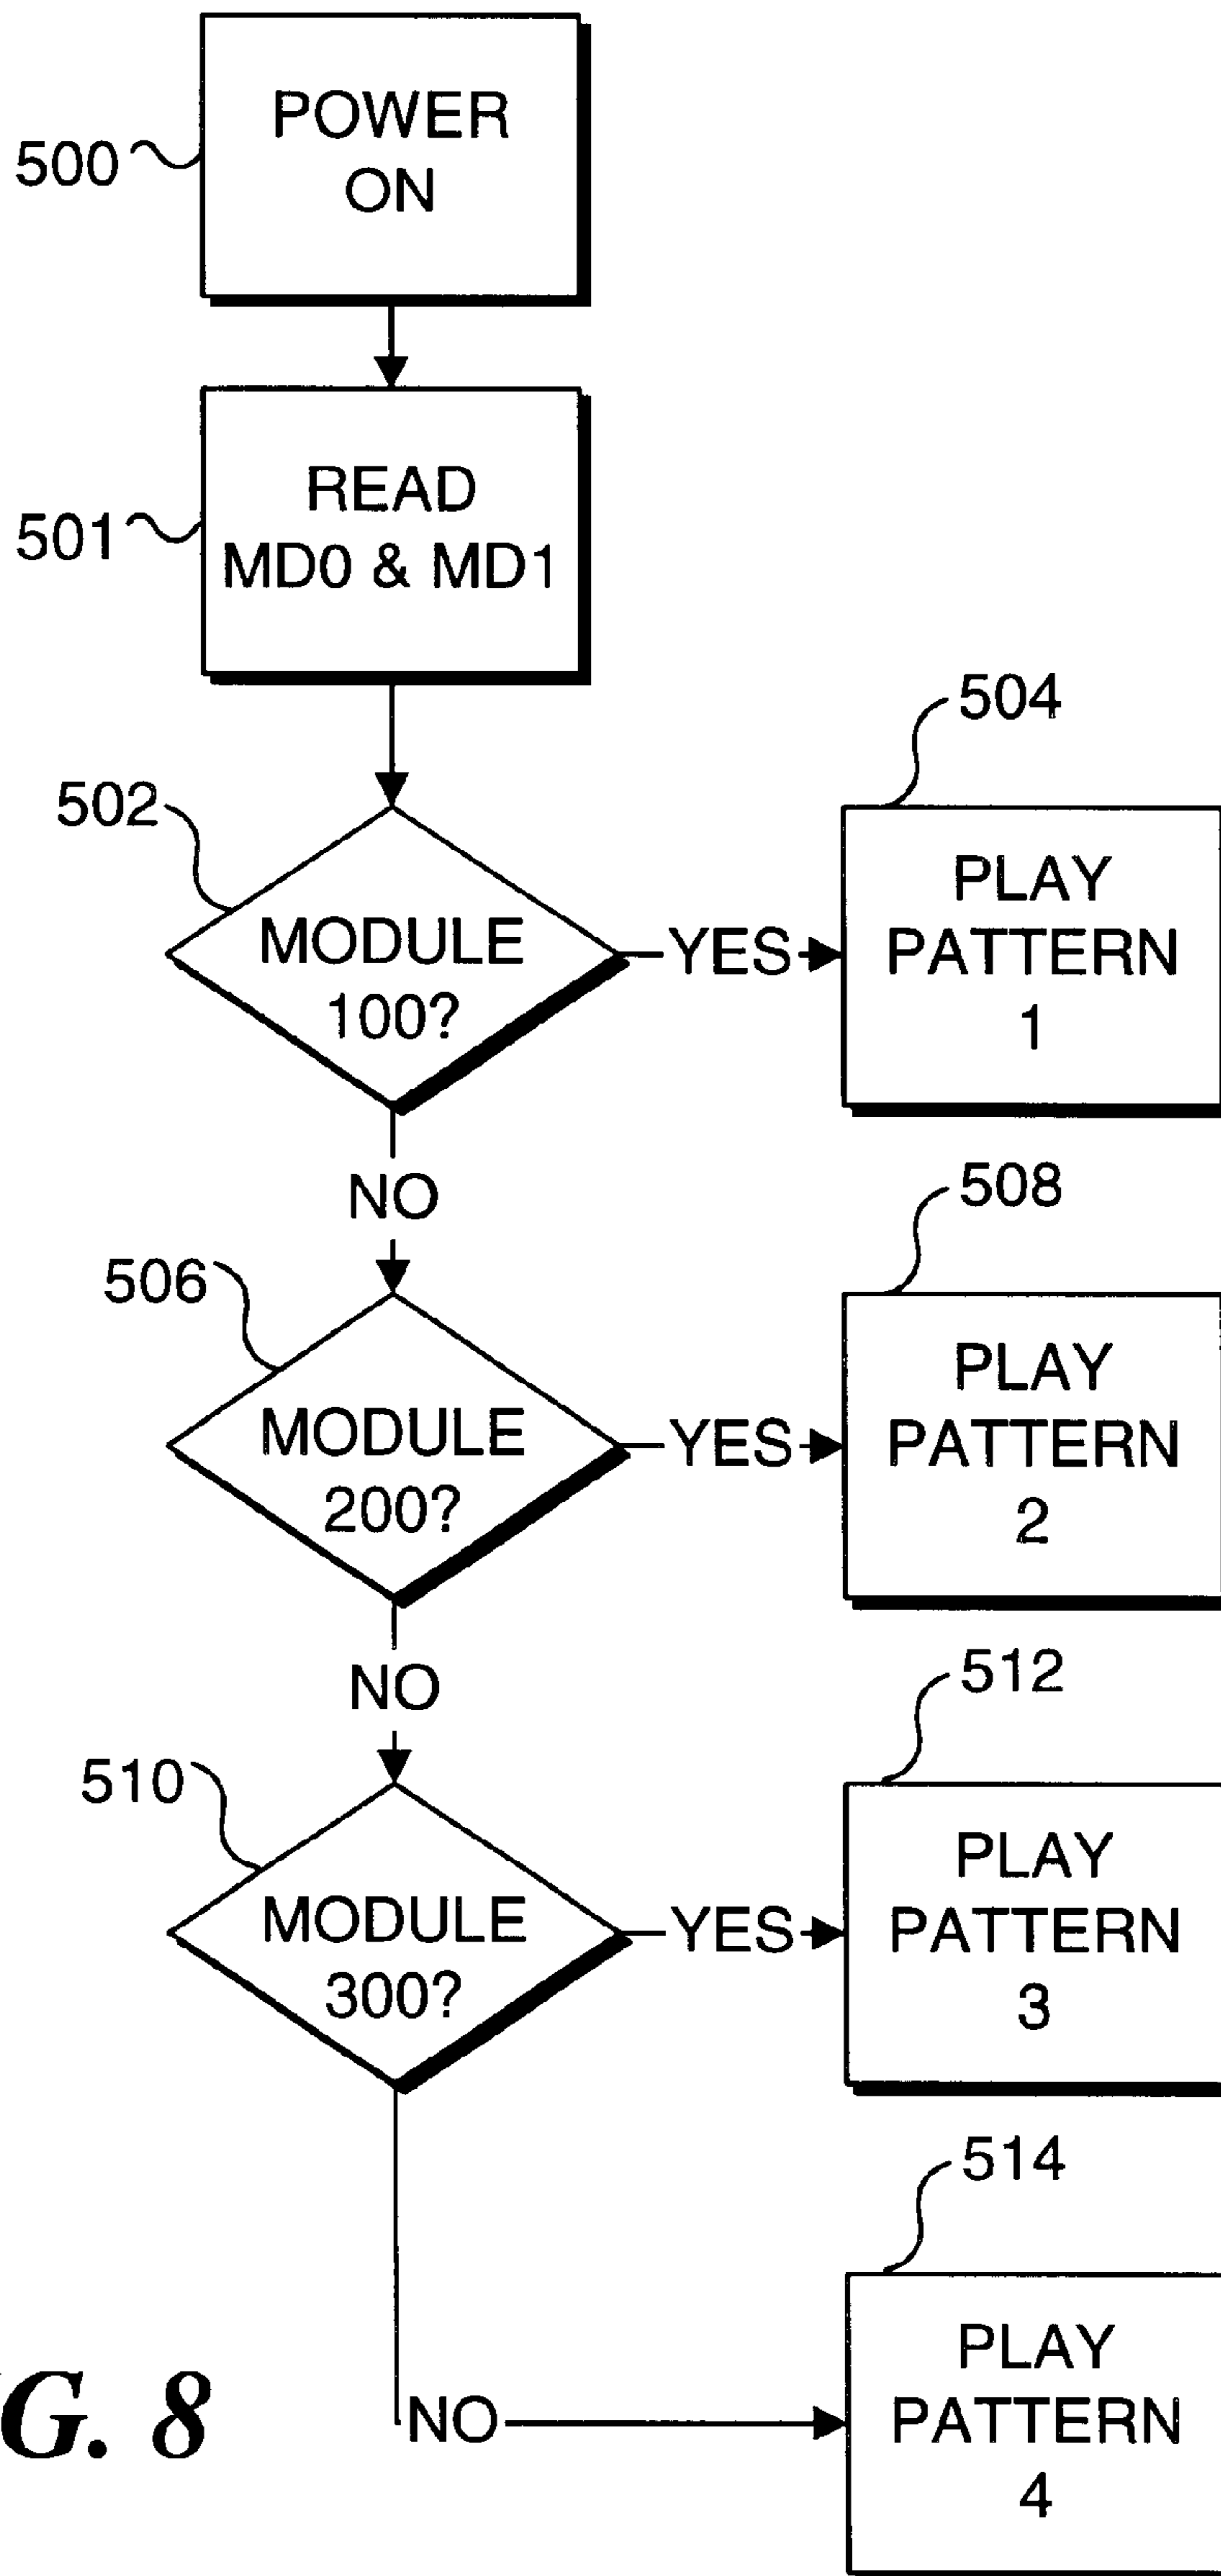 POWER
ON
500
READ
MD0 & MD1
501
504
502
MODULE
100?
YES
PLAY
PATTERN
1
NO
508
506
MODULE
200?
YES
PLAY
PATTERN
2
NO
512
510
MODULE
300?
YES
PLAY
PATTERN
3
514
NO
PLAY
PATTERN
4
G. 8